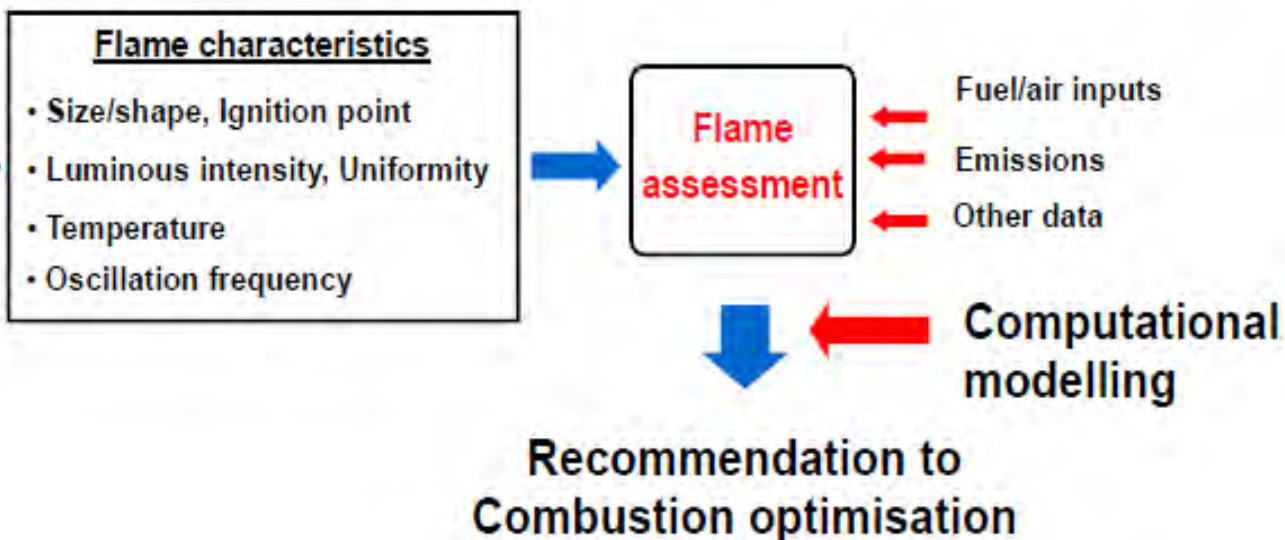 Flame characteristics
• Size/shape, Ignition point
• Luminous intensity, Uniformity
• Temperature
• Oscillation frequency
Flame
assessment
Fuel/air inputs
Emissions
Other data
Computational
modelling
Recommendation to
Combustion optimisation